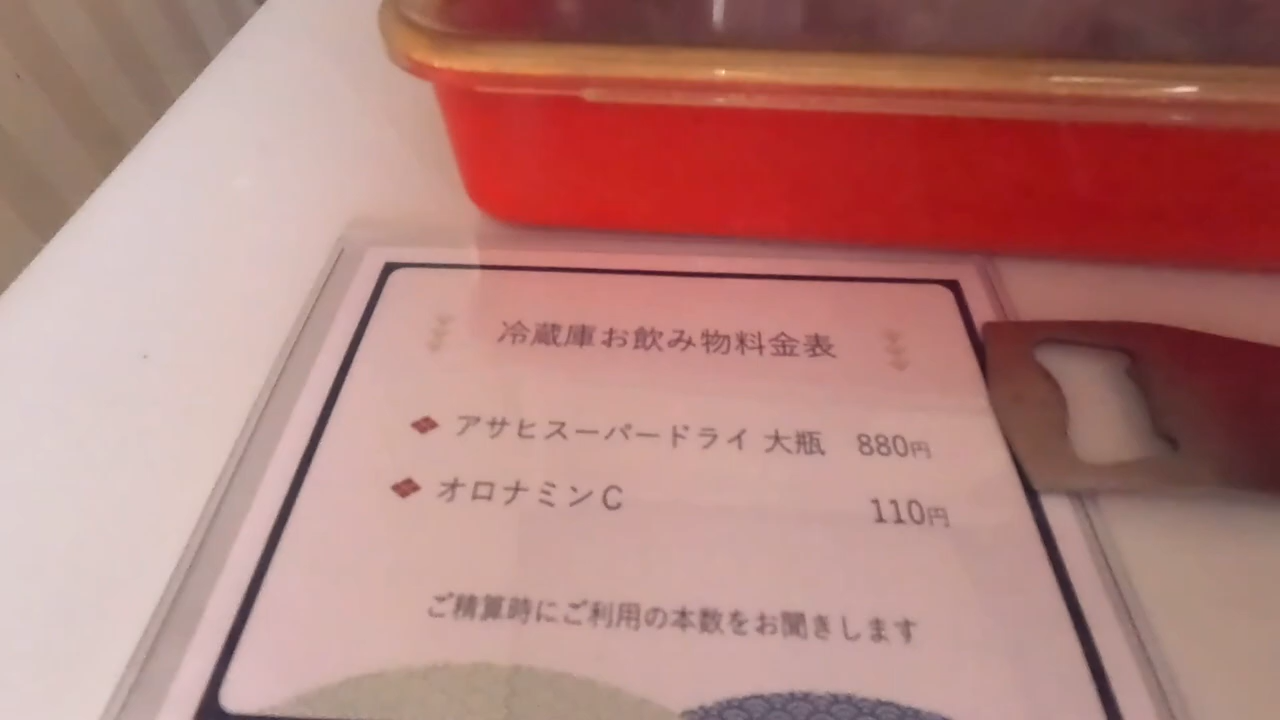 冷蔵庫お飲み物料金表
アサヒスーパードライ 大瓶 880円
オロナミンC 110円
ご精算時にご利用の本数をお聞きします